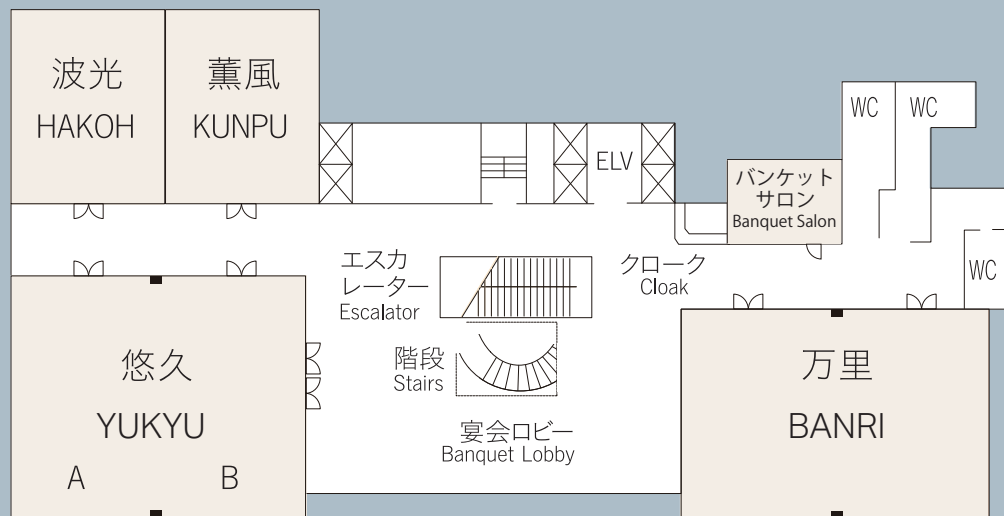 波光
HAKOH
薫風
KUNPU
ELV
WC
WC
バンケット
サロン
Banquet Salon
エスカ
レーター
Escalator
クローク
Cloak
WC
悠久
YUKYU
A
B
階段
Stairs
宴会ロビー
Banquet Lobby
万里
BANRI